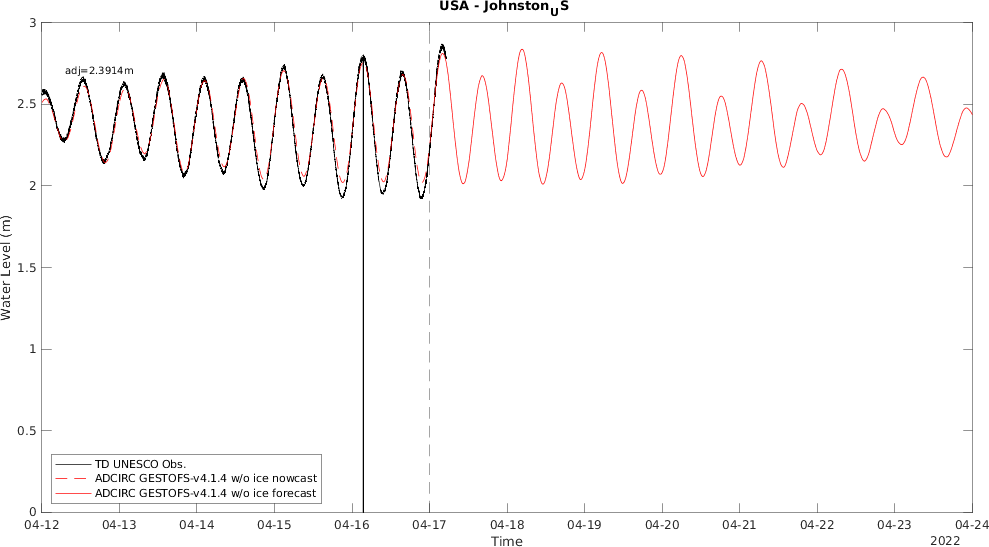 USA - Johnston_US
adj=2.3914m
3
2.5
2
1.5
1
0.5
0
Water Level (m)
TD UNESCO Obs.
ADCIRC GESTOFS-v4.1.4 w/o ice nowcast
ADCIRC GESTOFS-v4.1.4 w/o ice forecast
04-12 04-13 04-14 04-15 04-16 04-17 04-18 04-19 04-20 04-21 04-22 04-23 04-24
Time
2022